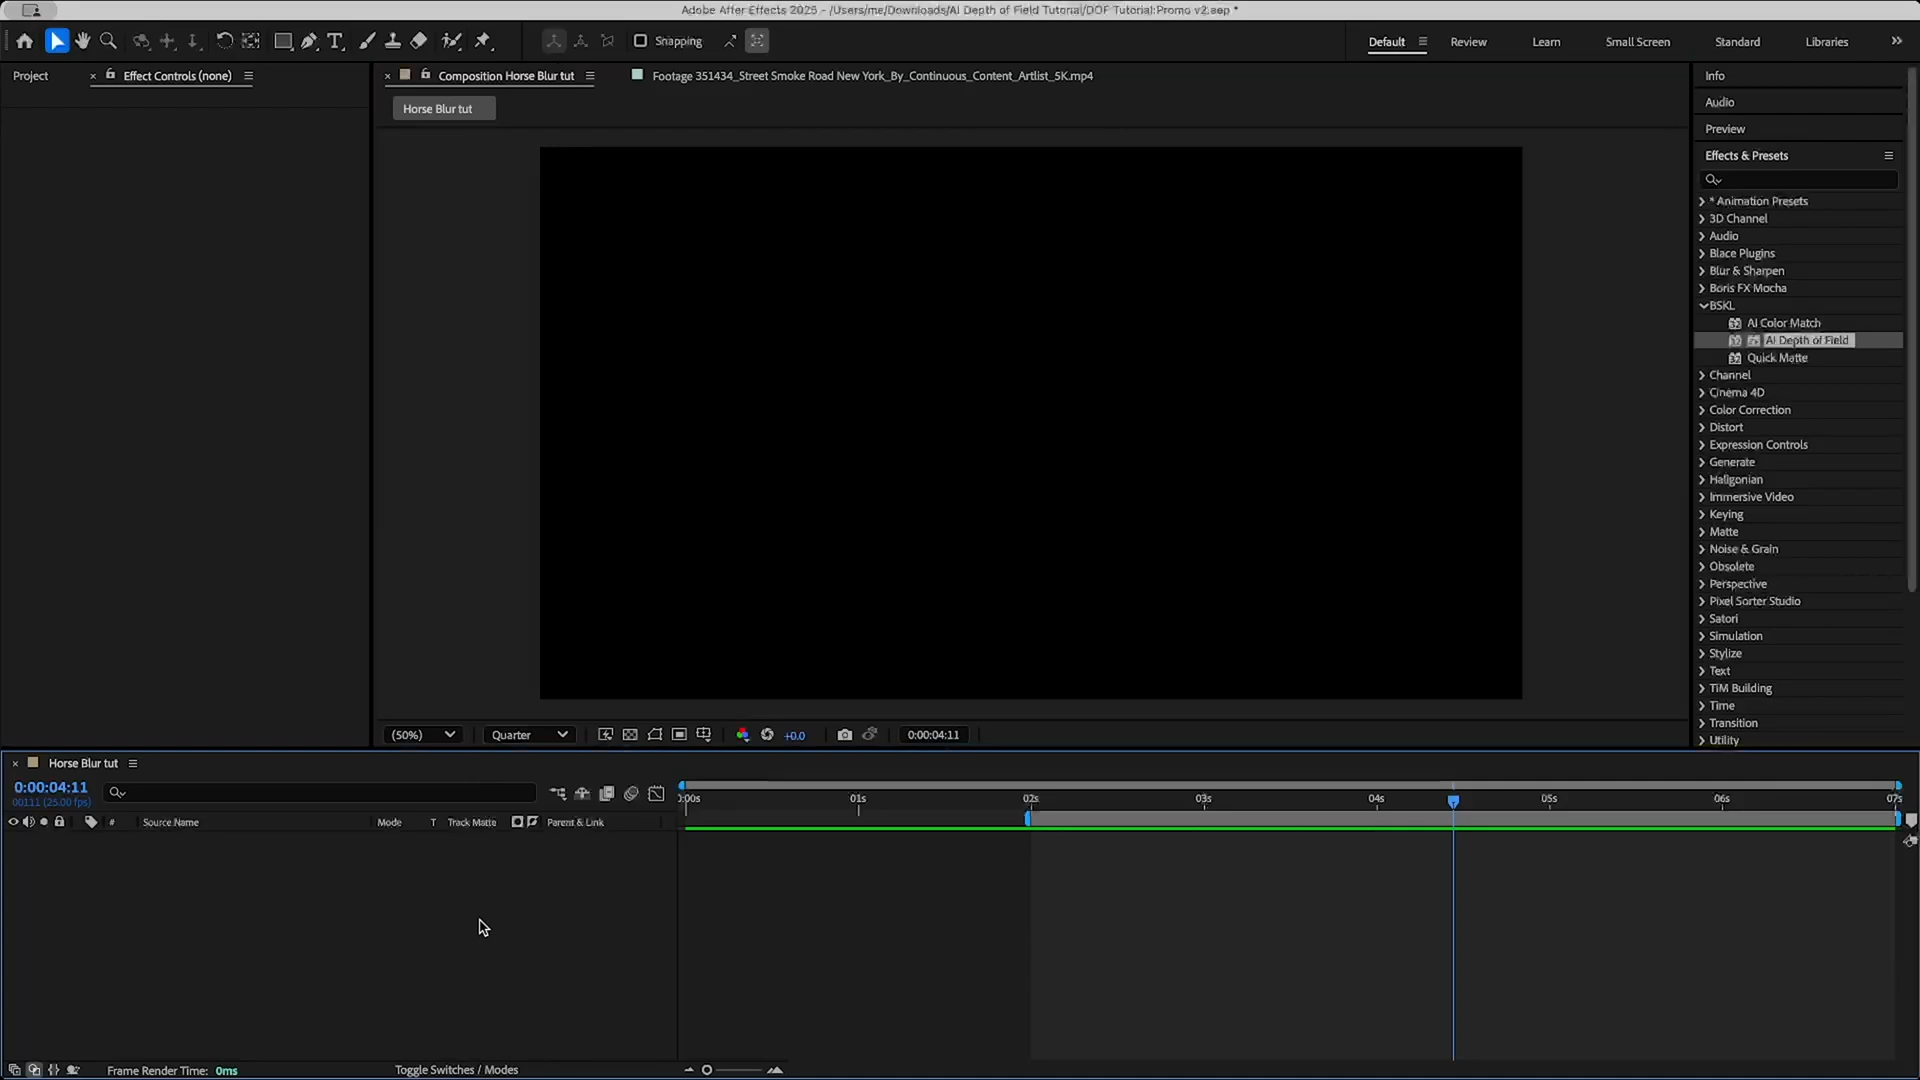 Adobe After Effects 2025 - /Users/mr/Downloads/AI Depth of Field Tutorial/DOF Tutorial:Promo v2.aep *
Snapping
Default
Review
Learn
Small Screen
Standard
Libraries
Project
Effect Controls (none)
Composition Horse Blur tut
Footage 351434_Street Smoke Road New York_By_Continuous_Content_Artlist_5K.mp4
Horse Blur tut
Info
Audio
Preview
Effects & Presets
* Animation Presets
3D Channel
Audio
Blace Plugins
Blur & Sharpen
Boris FX Mocha
BSKL
AI Color Match
AI Depth of Field
Quick Matte
Channel
Cinema 4D
Color Correction
Distort
Expression Controls
Generate
Haligonian
Immersive Video
Keying
Matte
Noise & Grain
Obsolete
Perspective
Pixel Sorter Studio
Satori
Simulation
Stylize
Text
TiM Building
Time
Transition
Utility
(50%)
Quarter
+0.0
0:00:04:11
Horse Blur tut
0:00:04:11
00111 (25.00 fps)
0:00s 01s 02s 03s 04s 05s 06s 07s
# Source Name Mode T Track Matte Parent & Link
Frame Render Time: 0ms
Toggle Switches / Modes